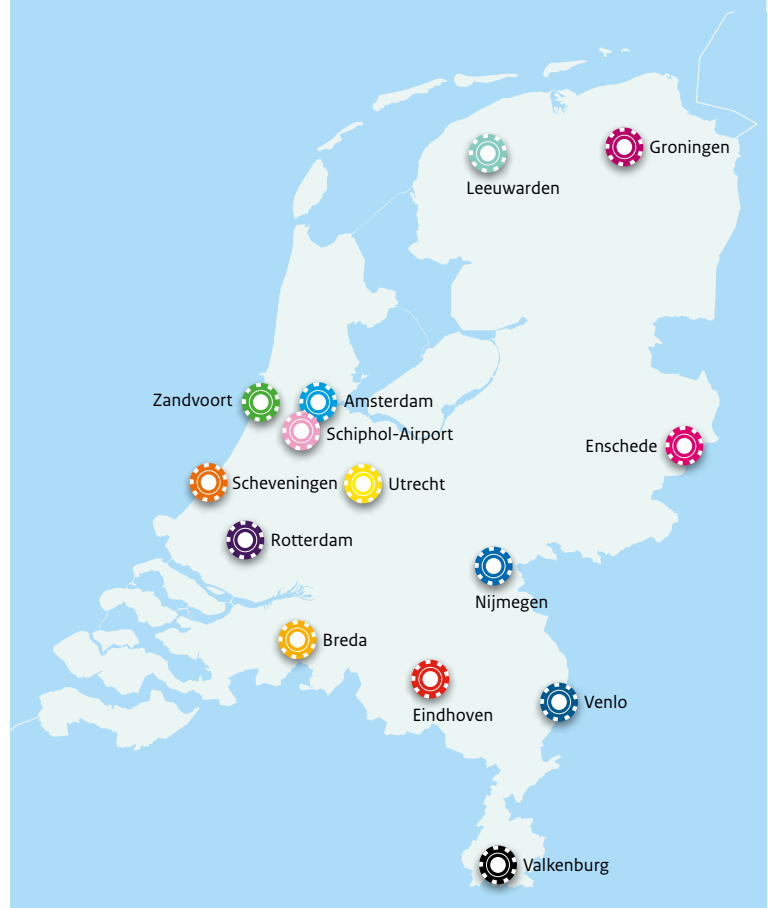 Groningen
Leeuwarden
Zandvoort
Amsterdam
Schiphol-Airport
Enschede
Scheveningen
Utrecht
Rotterdam
Nijmegen
Breda
Eindhoven
Venlo
Valkenburg